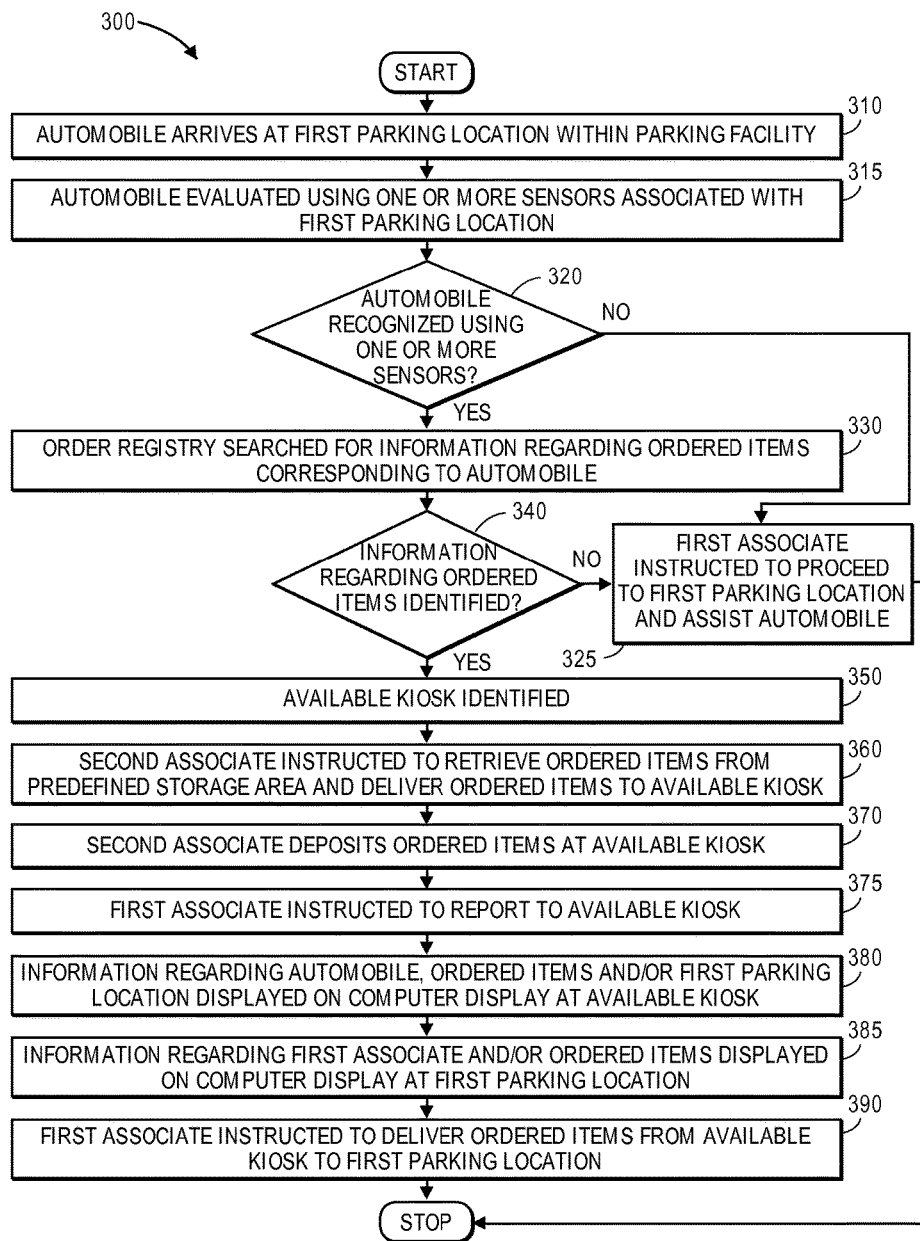 300
START
310
AUTOMOBILE ARRIVES AT FIRST PARKING LOCATION WITHIN PARKING FACILITY
315
AUTOMOBILE EVALUATED USING ONE OR MORE SENSORS ASSOCIATED WITH
FIRST PARKING LOCATION
320
AUTOMOBILE
RECOGNIZED USING
ONE OR MORE
SENSORS?
NO
YES
330
ORDER REGISTRY SEARCHED FOR INFORMATION REGARDING ORDERED ITEMS
CORRESPONDING TO AUTOMOBILE
340
INFORMATION
REGARDING ORDERED
ITEMS IDENTIFIED?
NO
FIRST ASSOCIATE
INSTRUCTED TO PROCEED
TO FIRST PARKING LOCATION
AND ASSIST AUTOMOBILE
325
YES
350
AVAILABLE KIOSK IDENTIFIED
360
SECOND ASSOCIATE INSTRUCTED TO RETRIEVE ORDERED ITEMS FROM
PREDEFINED STORAGE AREA AND DELIVER ORDERED ITEMS TO AVAILABLE KIOSK
370
SECOND ASSOCIATE DEPOSITS ORDERED ITEMS AT AVAILABLE KIOSK
375
FIRST ASSOCIATE INSTRUCTED TO REPORT TO AVAILABLE KIOSK
380
INFORMATION REGARDING AUTOMOBILE, ORDERED ITEMS AND/OR FIRST PARKING
LOCATION DISPLAYED ON COMPUTER DISPLAY AT AVAILABLE KIOSK
385
INFORMATION REGARDING FIRST ASSOCIATE AND/OR ORDERED ITEMS DISPLAYED
ON COMPUTER DISPLAY AT FIRST PARKING LOCATION
390
FIRST ASSOCIATE INSTRUCTED TO DELIVER ORDERED ITEMS FROM AVAILABLE
KIOSK TO FIRST PARKING LOCATION
STOP